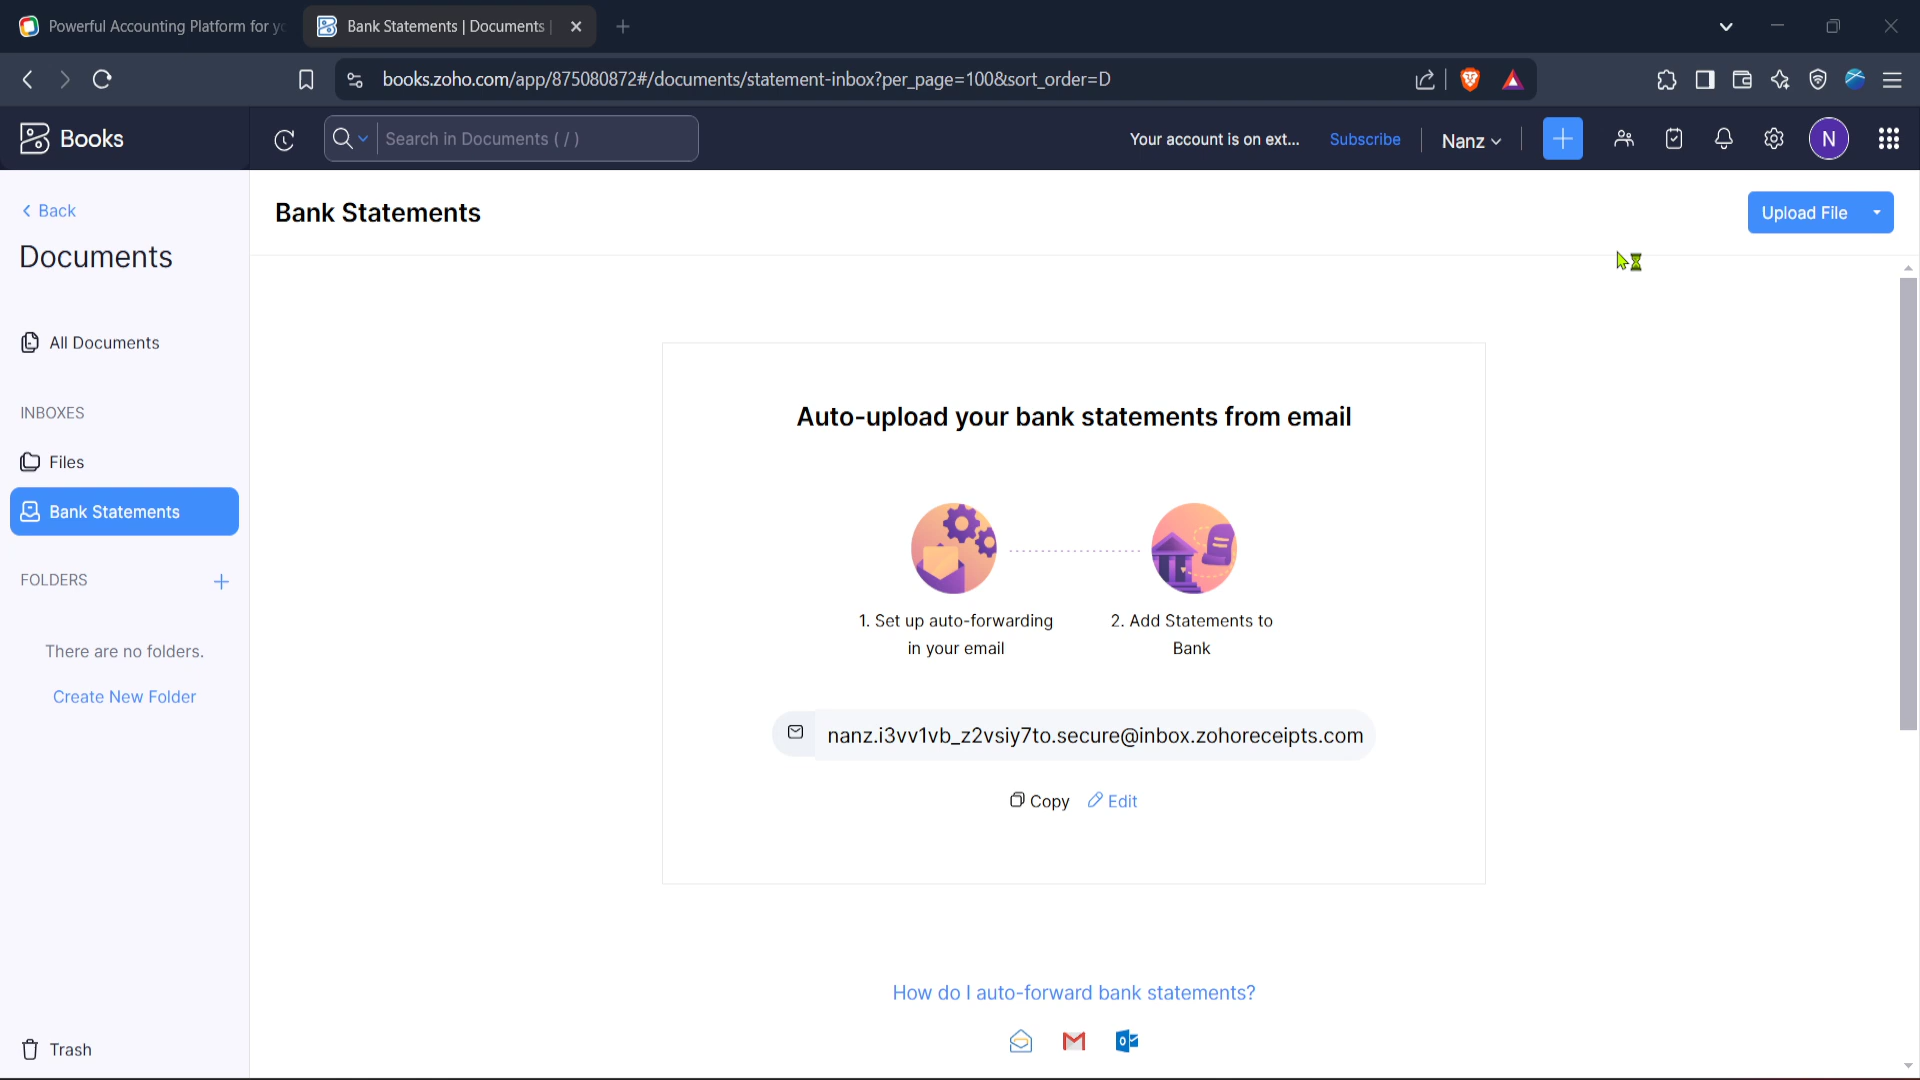 Powerful Accounting Platform for yo
Bank Statements | Documents |
books.zoho.com/app/875080872#/documents/statement-inbox?per_page=100&sort_order=D
Books
Search in Documents ( / )
Your account is on ext...
Subscribe
Nanz
N
Back
Documents
All Documents
INBOXES
Files
Bank Statements
FOLDERS
There are no folders.
Create New Folder
Trash
Bank Statements
Upload File
Auto-upload your bank statements from email
1. Set up auto-forwarding
in your email
2. Add Statements to
Bank
nanz.i3vv1vb_z2vsiy7to.secure@inbox.zohoreceipts.com
Copy
Edit
How do I auto-forward bank statements?